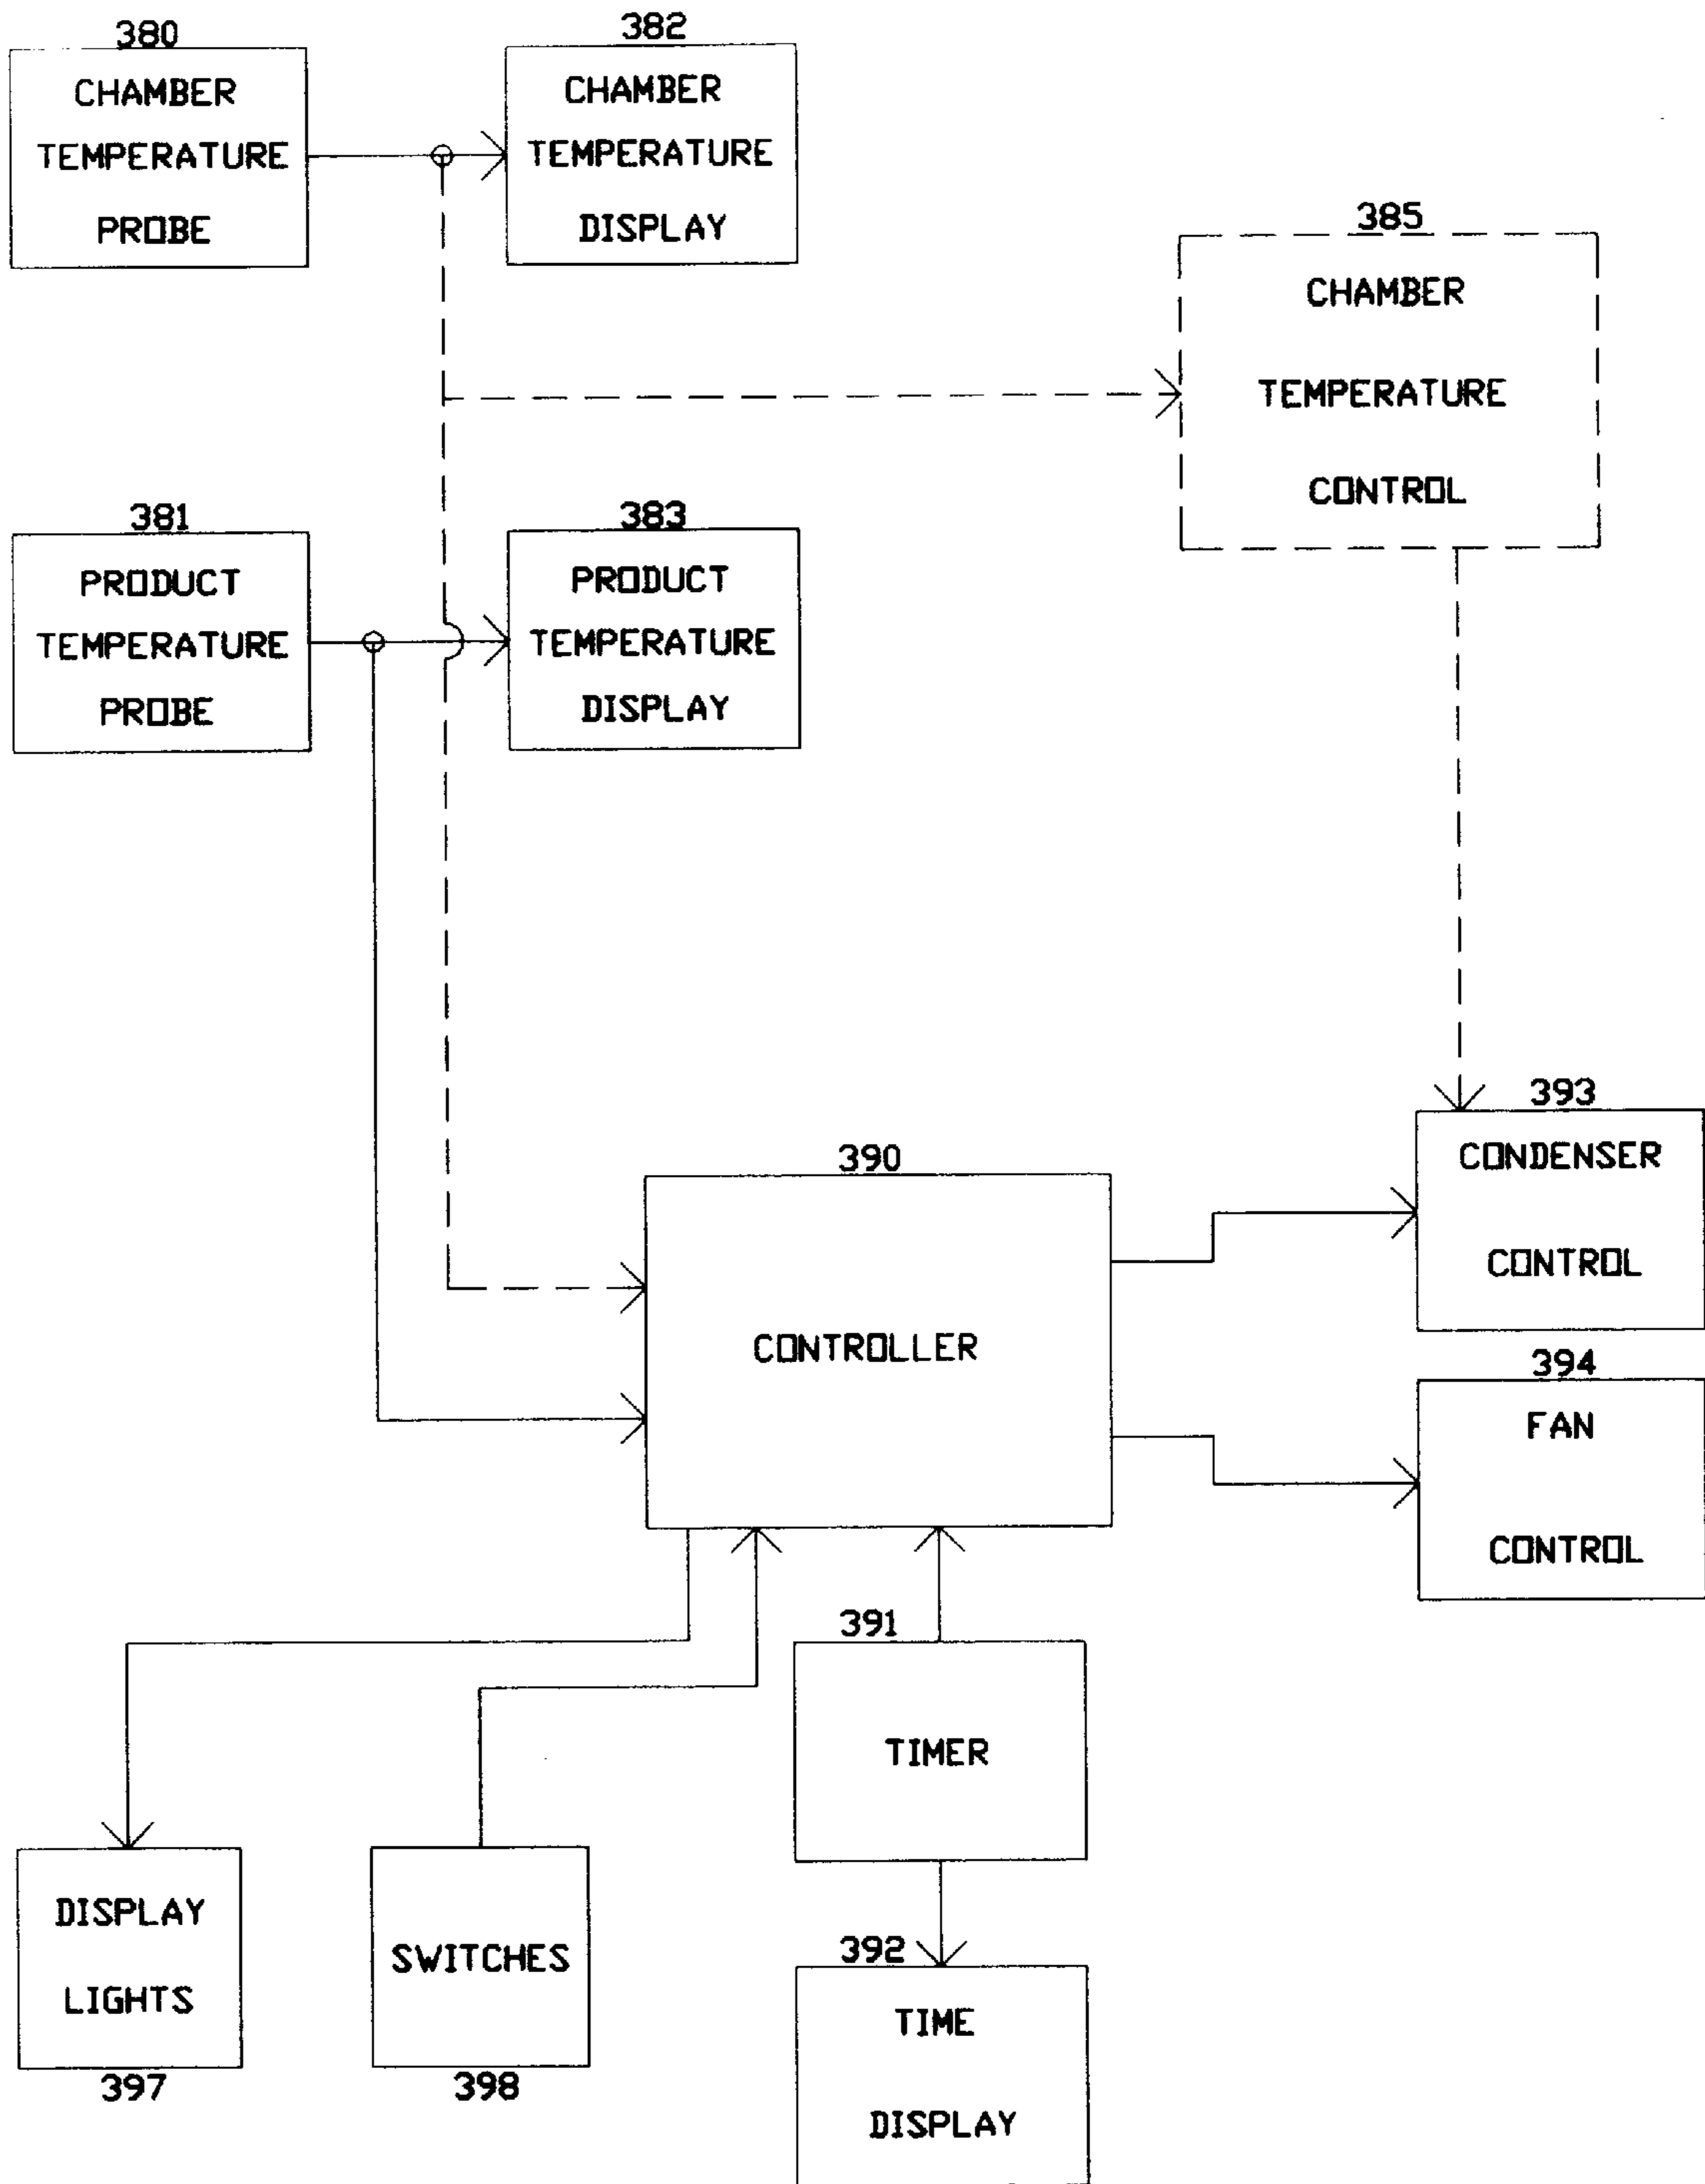 380
CHAMBER
TEMPERATURE
PROBE
382
CHAMBER
TEMPERATURE
DISPLAY
385
CHAMBER
TEMPERATURE
CONTROL
381
PRODUCT
TEMPERATURE
PROBE
383
PRODUCT
TEMPERATURE
DISPLAY
390
CONTROLLER
393
CONDENSER
CONTROL
394
FAN
CONTROL
391
TIMER
DISPLAY
LIGHTS
397
SWITCHES
398
392
TIME
DISPLAY